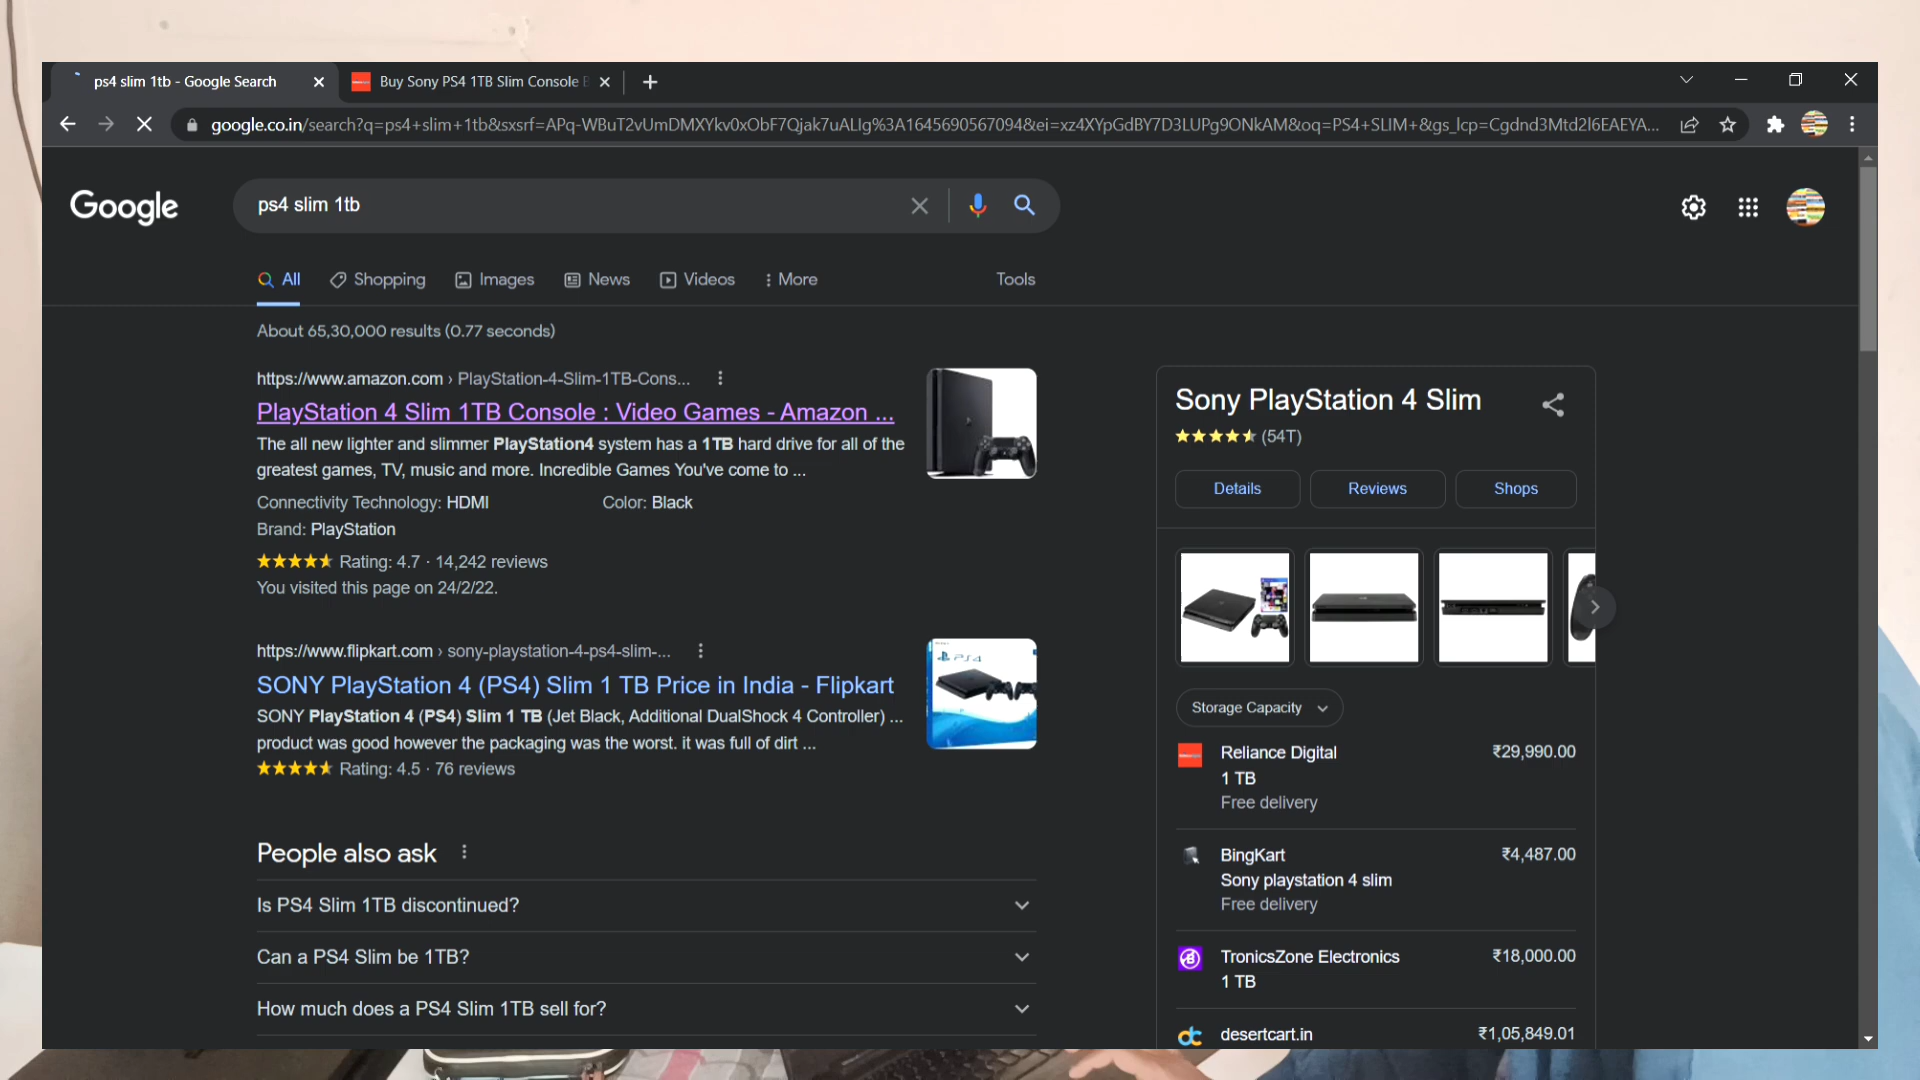 ps4 slim 1tb - Google Search
Buy Sony PS4 1TB Slim Console
google.co.in/search?q=ps4+slim+1tb&sxsrf=APq-WBuT2vUmDMXYkv0xObF7Qjak7uALIg%3A1645690567094&ei=xz4XYpGdBY7D3LUPg9ONkAM&oq=PS4+SLIM+&gs_lcp=Cgdnd3Mtd2l6EAEYA...
Google
ps4 slim 1tb
All Shopping Images News Videos More Tools
About 65,30,000 results (0.77 seconds)
https://www.amazon.com › PlayStation-4-Slim-1TB-Cons...
PlayStation 4 Slim 1TB Console : Video Games - Amazon ...
The all new lighter and slimmer PlayStation4 system has a 1TB hard drive for all of the
greatest games, TV, music and more. Incredible Games You've come to ...
Connectivity Technology: HDMI Color: Black
Brand: PlayStation
Rating: 4.7 · 14,242 reviews
You visited this page on 24/2/22.
https://www.flipkart.com › sony-playstation-4-ps4-slim-...
SONY PlayStation 4 (PS4) Slim 1 TB Price in India - Flipkart
SONY PlayStation 4 (PS4) Slim 1 TB (Jet Black, Additional DualShock 4 Controller) ...
product was good however the packaging was the worst. it was full of dirt ...
Rating: 4.5 · 76 reviews
PS4
People also ask
Is PS4 Slim 1TB discontinued?
Can a PS4 Slim be 1TB?
How much does a PS4 Slim 1TB sell for?
Sony PlayStation 4 Slim
(54T)
Details Reviews Shops
Storage Capacity
Reliance Digital ₹29,990.00
1 TB
Free delivery
BingKart ₹4,487.00
Sony playstation 4 slim
Free delivery
TronicsZone Electronics ₹18,000.00
1 TB
dc desertcart.in ₹1,05,849.01